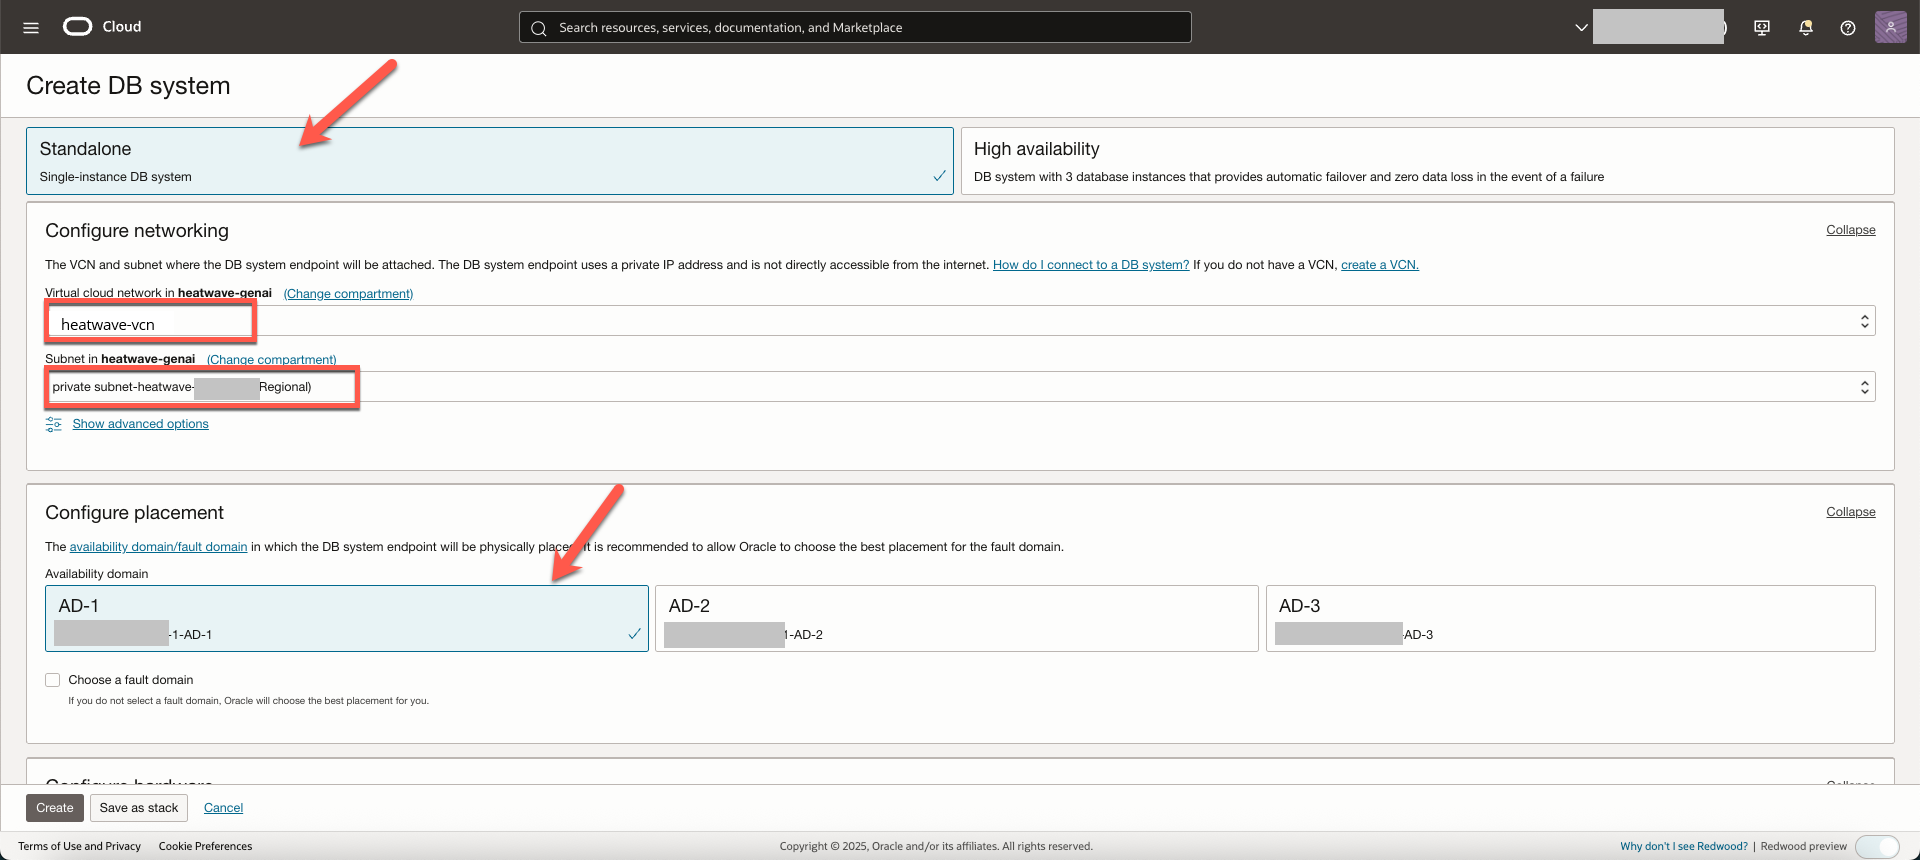 Cloud
Search resources, services, documentation, and Marketplace
Create DB system
Standalone
Single-instance DB system
High availability
DB system with 3 database instances that provides automatic failover and zero data loss in the event of a failure
Configure networking
Collapse
The VCN and subnet where the DB system endpoint will be attached. The DB system endpoint uses a private IP address and is not directly accessible from the internet. How do I connect to a DB system? If you do not have a VCN, create a VCN.
Virtual cloud network in heatwave-genai (Change compartment)
heatwave-vcn
Subnet in heatwave-genai (Change compartment)
private subnet-heatwave- Regional)
Show advanced options
Configure placement
Collapse
The availability domain/fault domain in which the DB system endpoint will be physically place it is recommended to allow Oracle to choose the best placement for the fault domain.
Availability domain
AD-1
-1-AD-1
AD-2
1-AD-2
AD-3
-AD-3
Choose a fault domain
If you do not select a fault domain, Oracle will choose the best placement for you.
Configure hardware
Collapse
Create
Save as stack
Cancel
Terms of Use and Privacy
Cookie Preferences
Copyright © 2025, Oracle and/or its affiliates. All rights reserved.
Why don't I see Redwood? | Redwood preview